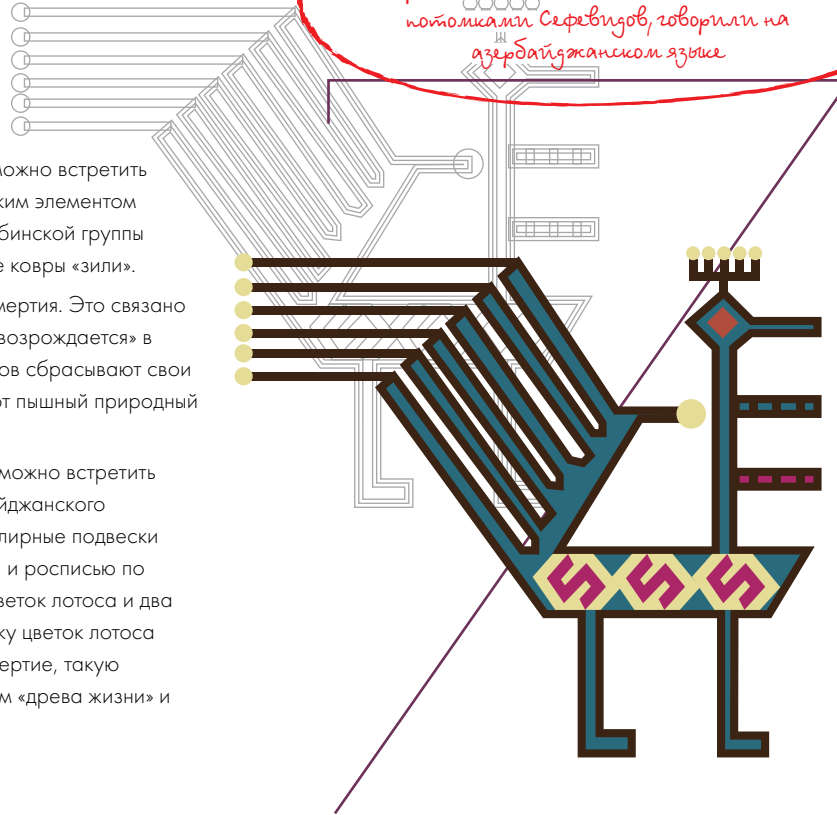 потомками Сефевидов, говорили на
азербайджанском языке
можно встретить
ким элементом
бинской группы
е ковры «зили».
мертия. Это связано
возрождается» в
ов сбрасывают свои
от пышный природный
можно встретить
йджанского
лирные подвески
и росписью по
веток лотоса и два
ку цветок лотоса
ертие, такую
м «древа жизни» и